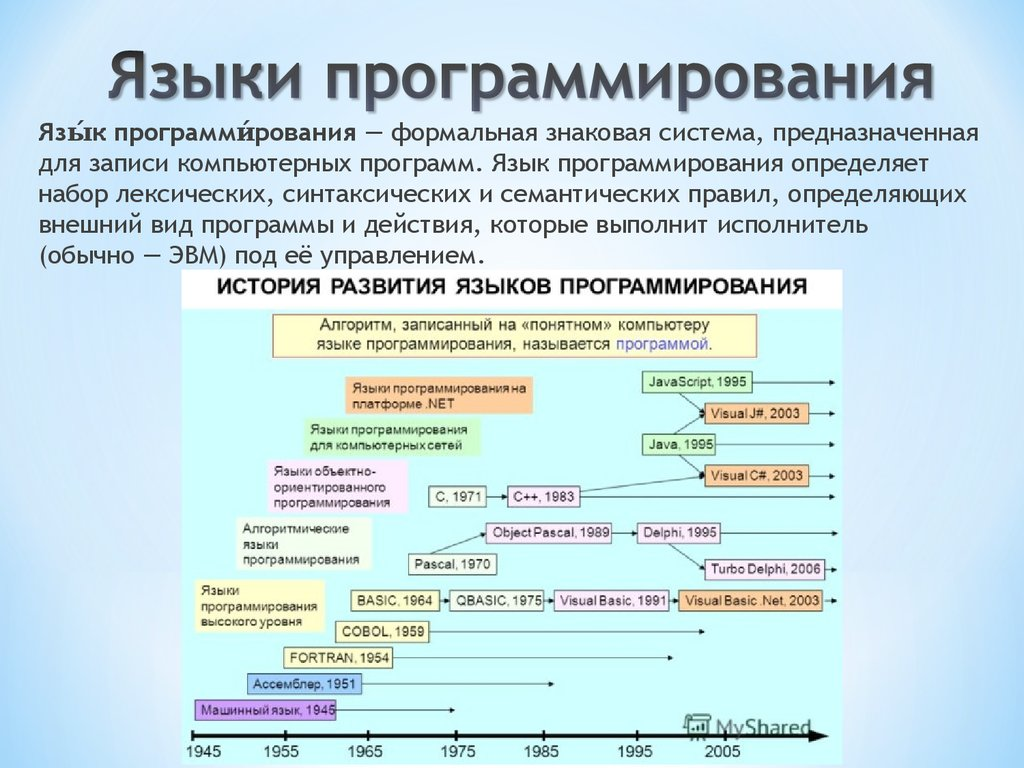 Языки программирования
Язы́к программи́рования — формальная знаковая система, предназначенная
для записи компьютерных программ. Язык программирования определяет
набор лексических, синтаксических и семантических правил, определяющих
внешний вид программы и действия, которые выполнит исполнитель
(обычно — ЭВМ) под её управлением.
ИСТОРИЯ РАЗВИТИЯ ЯЗЫКОВ ПРОГРАММИРОВАНИЯ
Алгоритм, записанный на «понятном» компьютеру
языке программирования, называется программой.
JavaScript, 1995
Языки программирования на
платформе .NET
Visual J#, 2003
Языки программирования
для компьютерных сетей
Java, 1995
Языки объектно-
ориентированного
программирования
Visual C#, 2003
C, 1971
C++, 1983
Алгоритмические
языки
программирования
Object Pascal, 1989
Delphi, 1995
Pascal, 1970
Turbo Delphi, 2006
Языки
программирования
высокого уровня
BASIC, 1964
QBASIC, 1975
Visual Basic, 1991
Visual Basic .Net, 2003
COBOL, 1959
FORTRAN, 1954
Ассемблер, 1951
Машинный язык, 1945
MyShared
1945 1955 1965 1975 1985 1995 2005